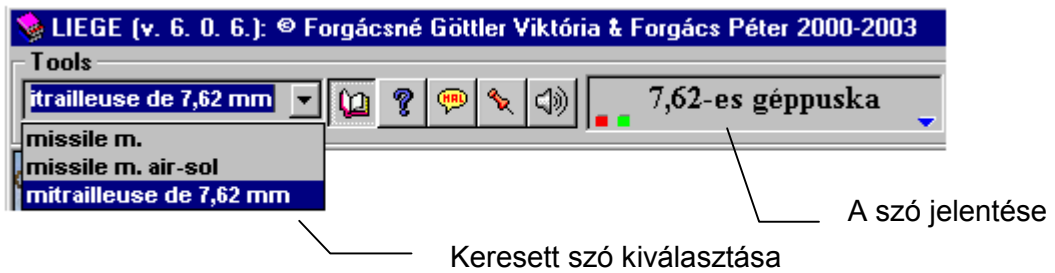 LIEGE (v. 6. 0. 6.): © Forgácsné Göttler Viktória & Forgács Péter 2000-2003
Tools
itrailleuse de 7,62 mm
HAL
7,62-es géppuska
missile m.
missile m. air-sol
mitrailleuse de 7,62 mm
A szó jelentése
Keresett szó kiválasztása